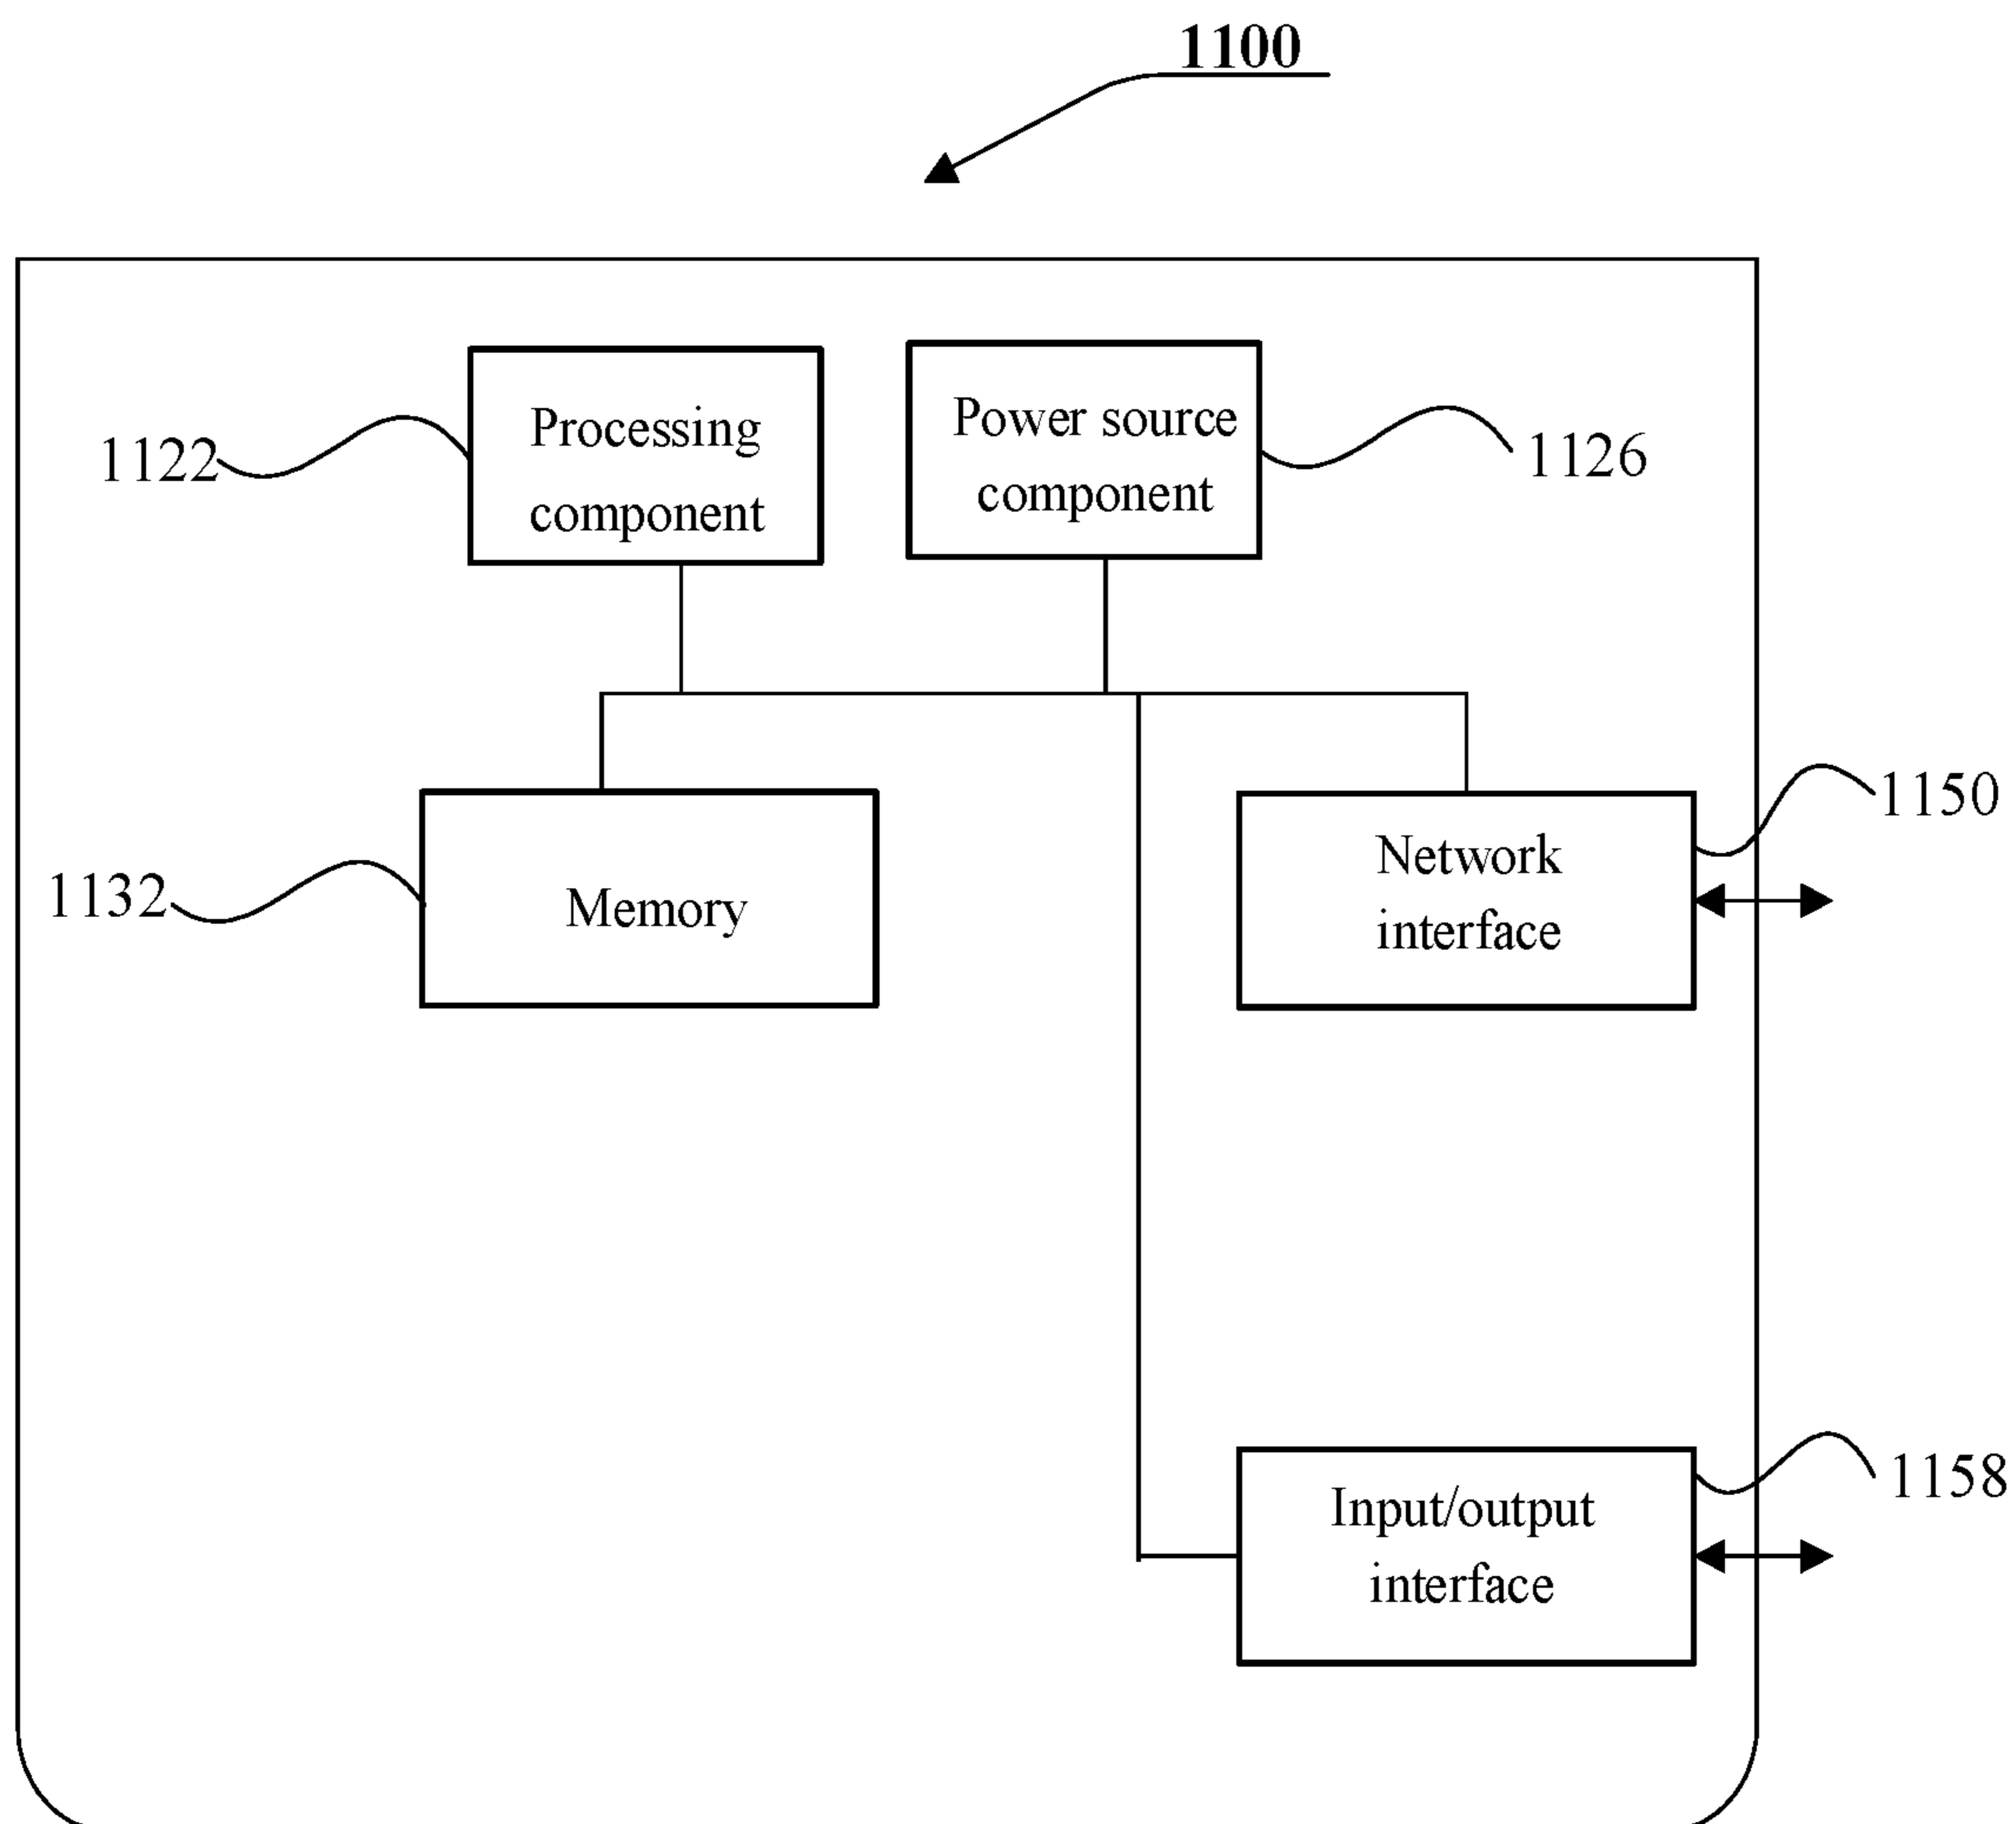 1100
Processing
component
Power source
component
1122
1126
1150
Network
interface
1132
Memory
1158
Input/output
interface